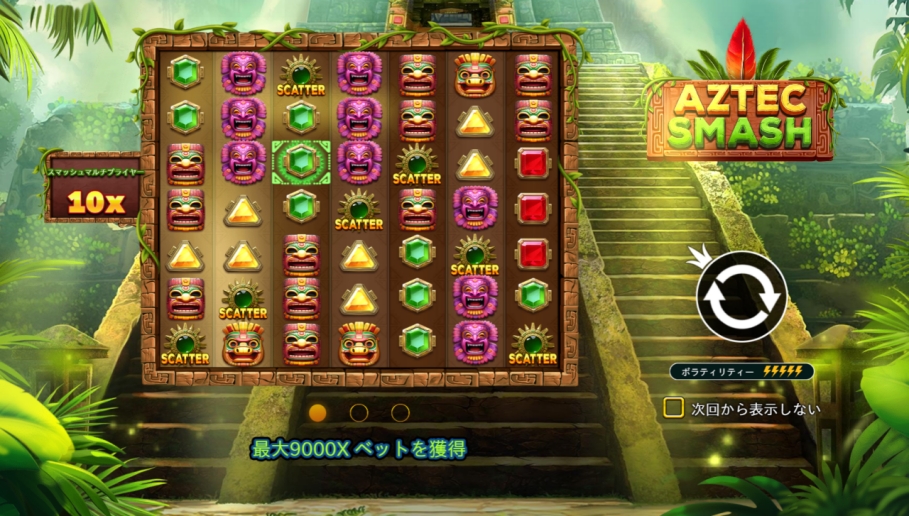 SCATTER
AZTEC
SMASH
スマッシュマルチプライヤー
10x
SCATTER
SCATTER
SCATTER
SCATTER
SCATTER
SCATTER
ボラティリティー
次回から表示しない
最大9000X ベットを獲得